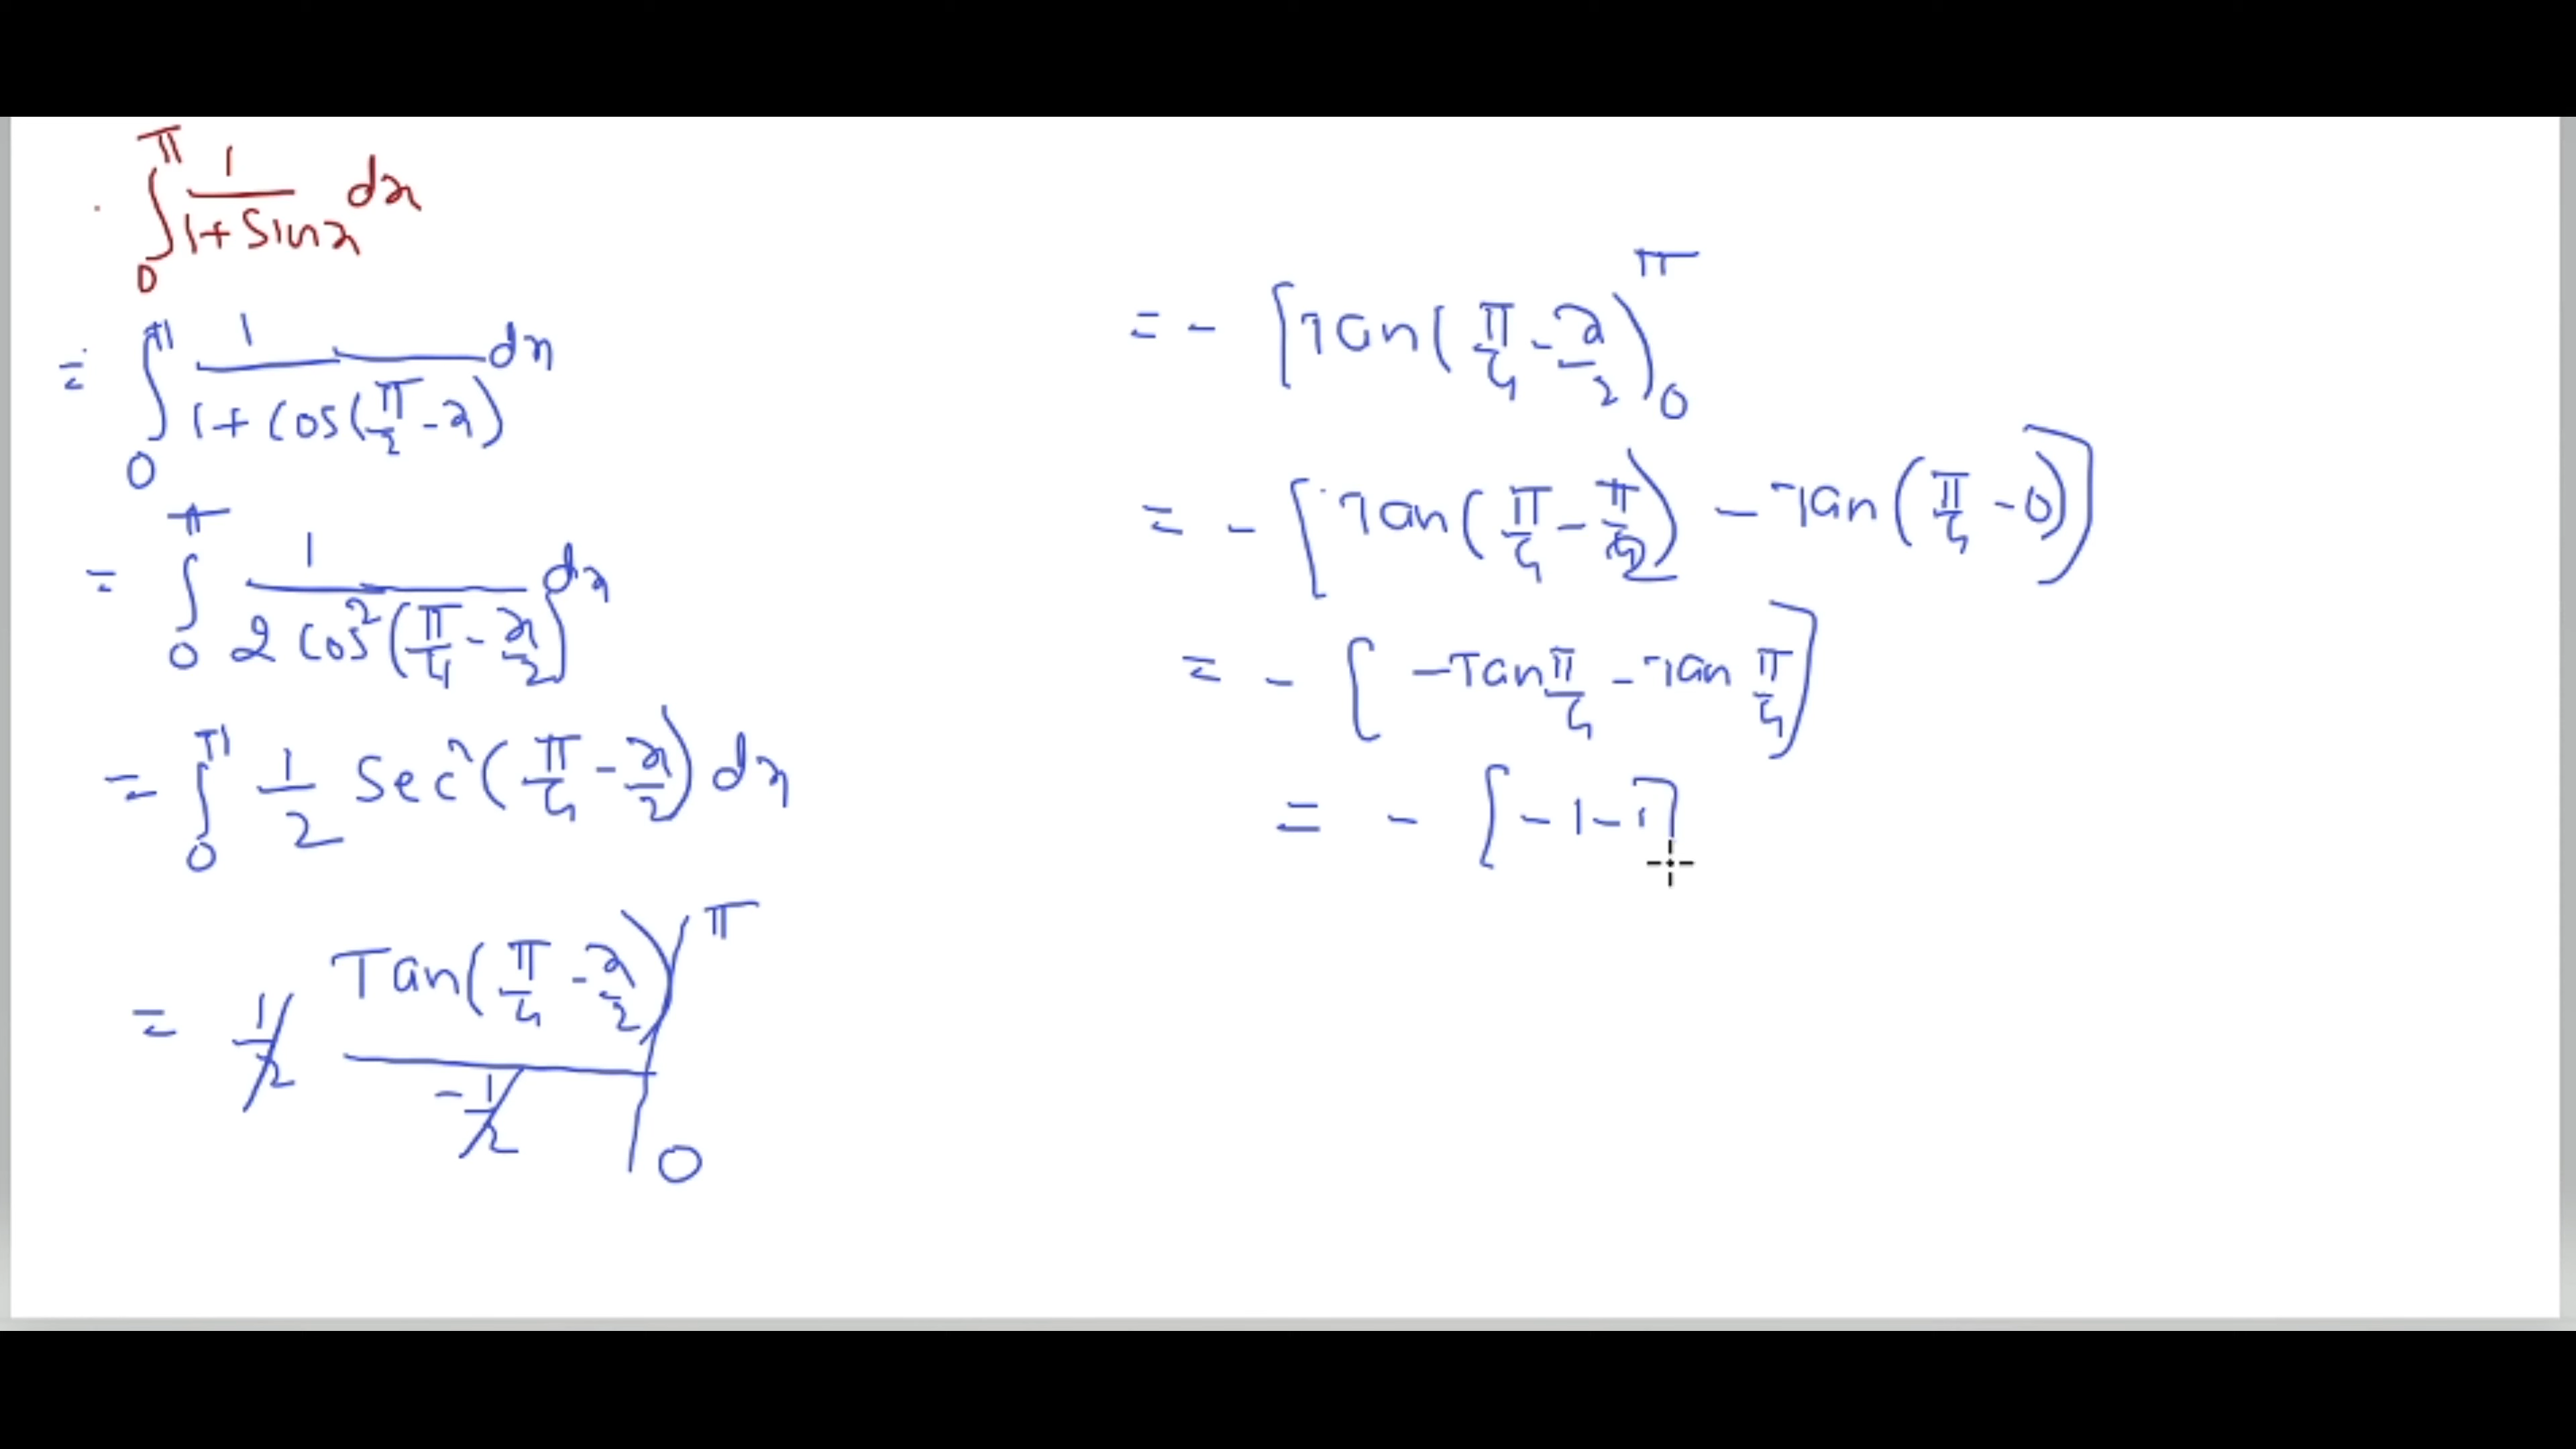 ∫₀^π 1/(1+Sinx) dx
= ∫₀^π 1/(1+Cos(π/2-x)) dx
= ∫₀^π 1/(2Cos²(π/4-x/2)) dx
= ∫₀^π 1/2 Sec²(π/4-x/2) dx
= 1/2 Tan(π/4-x/2)/(-1/2) |₀^π
= -[Tan(π/4-x/2)]₀^π
= -[Tan(π/4-π/2) - Tan(π/4-0)]
= -[-Tan π/4 - Tan π/4]
= -[-1-1]